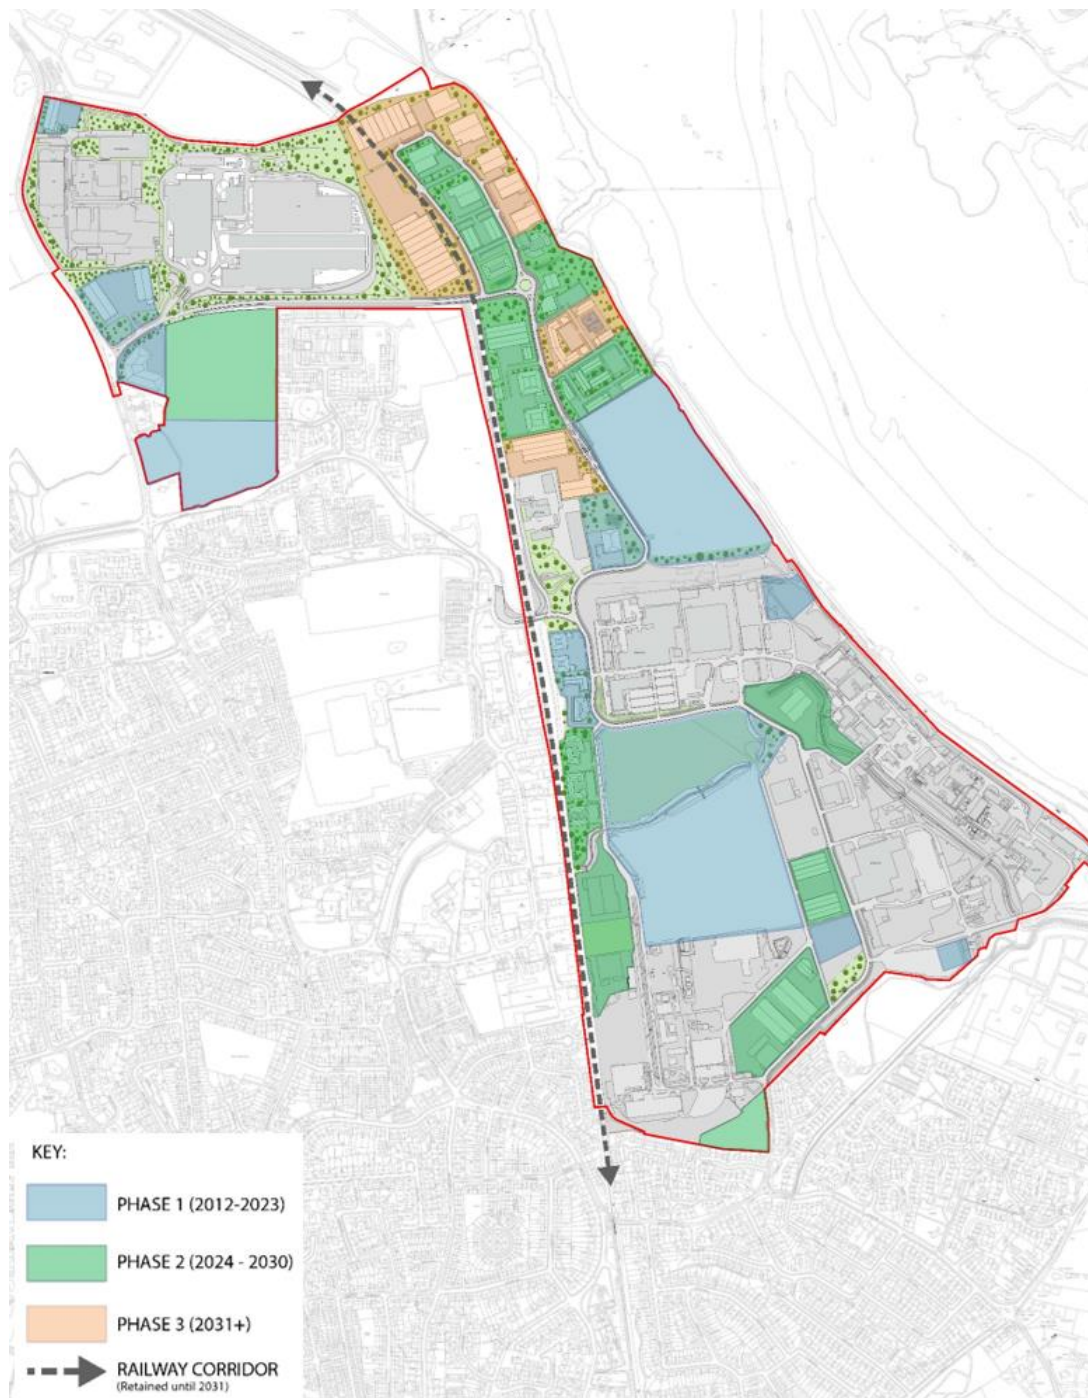 KEY:
PHASE 1 (2012-2023)
PHASE 2 (2024 - 2030)
PHASE 3 (2031+)
RAILWAY CORRIDOR
(Retained until 2031)